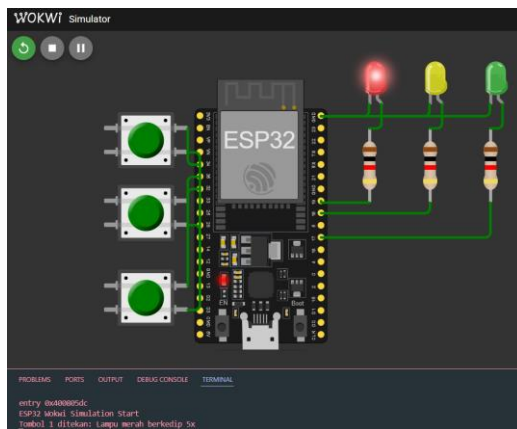 WOKWI Simulator
ESP32
EN
Boot
PROBLEMS PORTS OUTPUT DEBUG CONSOLE TERMINAL
entry 0x400805dc
ESP32 Wokwi Simulation Start
Tombol 1 ditekan: Lampu merah berkedip 5x